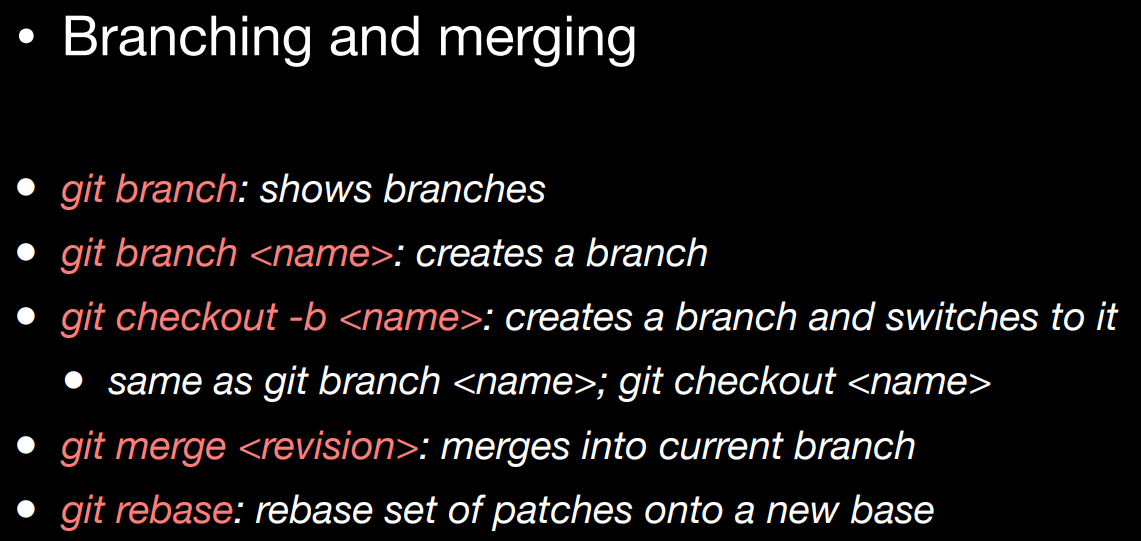 • Branching and merging
• git branch: shows branches
• git branch <name>: creates a branch
• git checkout -b <name>: creates a branch and switches to it
• same as git branch <name>; git checkout <name>
• git merge <revision>: merges into current branch
• git rebase: rebase set of patches onto a new base